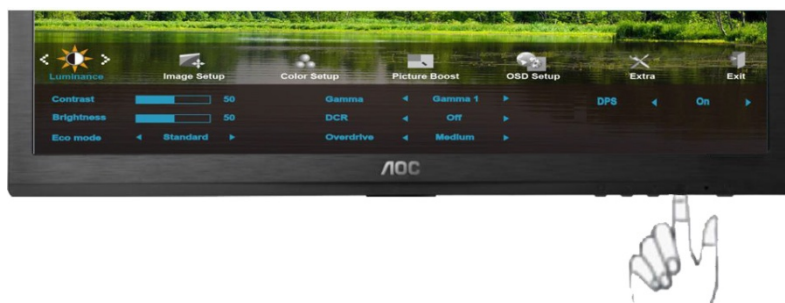 Luminance Image Setup Color Setup Picture Boost OSD Setup Extra Exit
Contrast 50 Gamma Gamma 1 DPS On
Brightness 50 DCR Off
Eco mode Standard Overdrive Medium
AOC